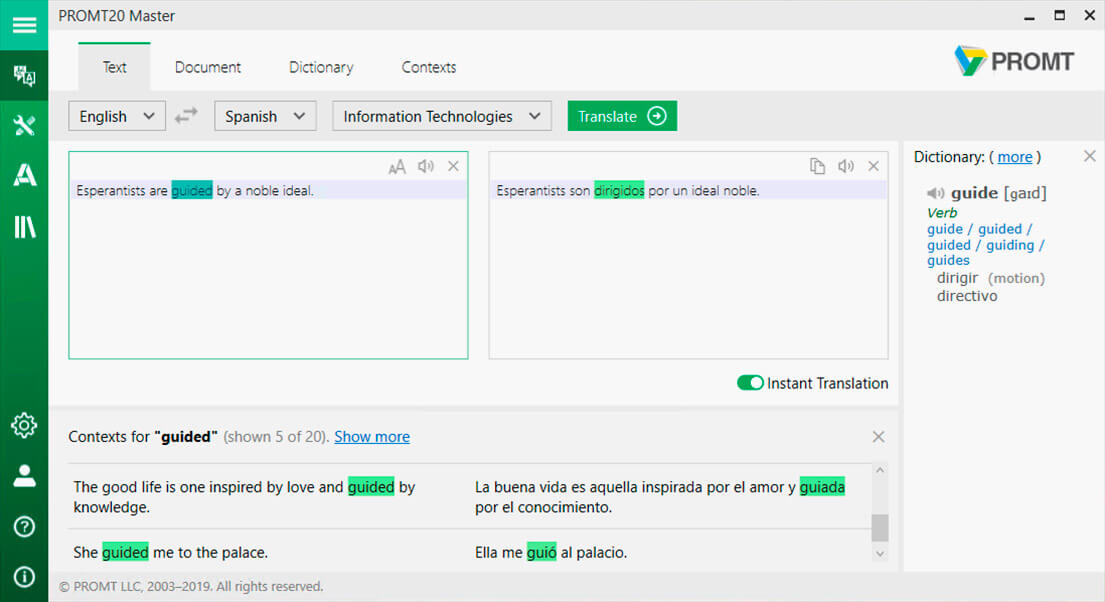 PROMT20 Master
Text Document Dictionary Contexts
PROMT
English Spanish Information Technologies Translate
Esperantists are guided by a noble ideal.
Esperantists son dirigidos por un ideal noble.
Dictionary: ( more )
guide [ɡaɪd]
Verb
guide / guided /
guided / guiding /
guides
dirigir (motion)
directivo
Instant Translation
Contexts for "guided" (shown 5 of 20). Show more
The good life is one inspired by love and guided by
knowledge.
La buena vida es aquella inspirada por el amor y guiada
por el conocimiento.
She guided me to the palace.
Ella me guió al palacio.
© PROMT LLC, 2003–2019. All rights reserved.